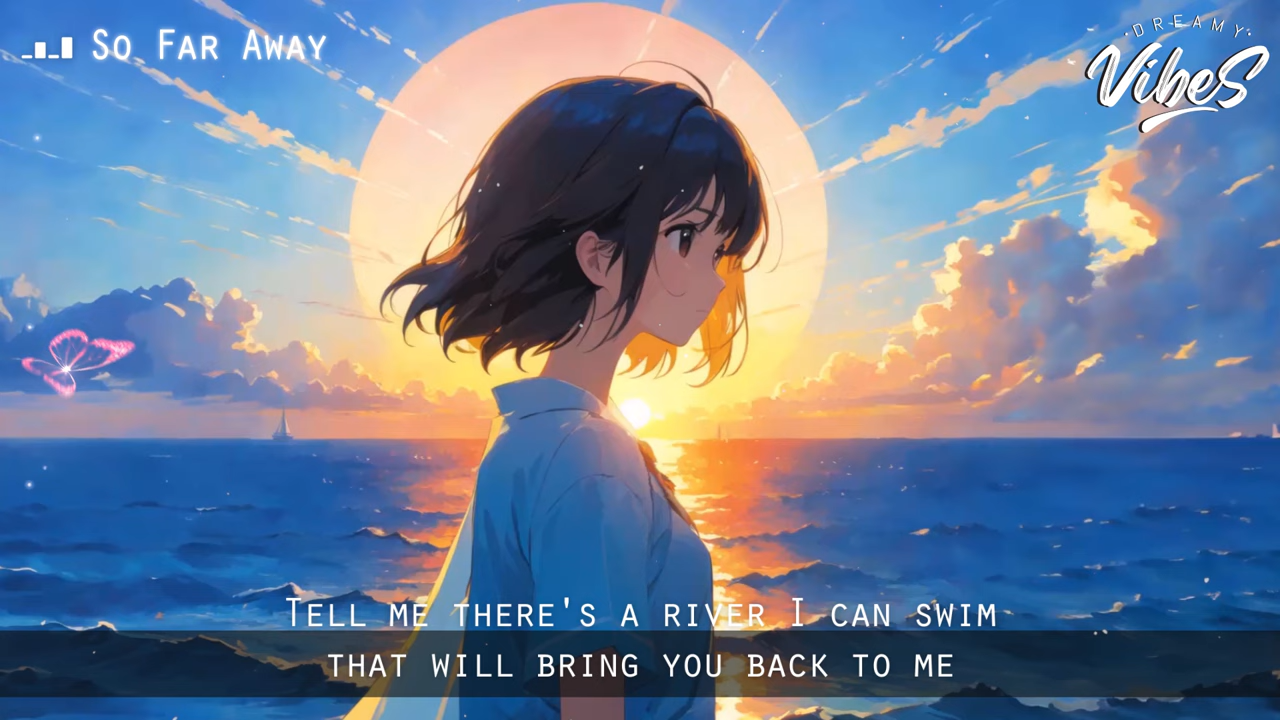 So Far Away
DREAMY
Vibes
Tell me there's a river I can swim
that will bring you back to me